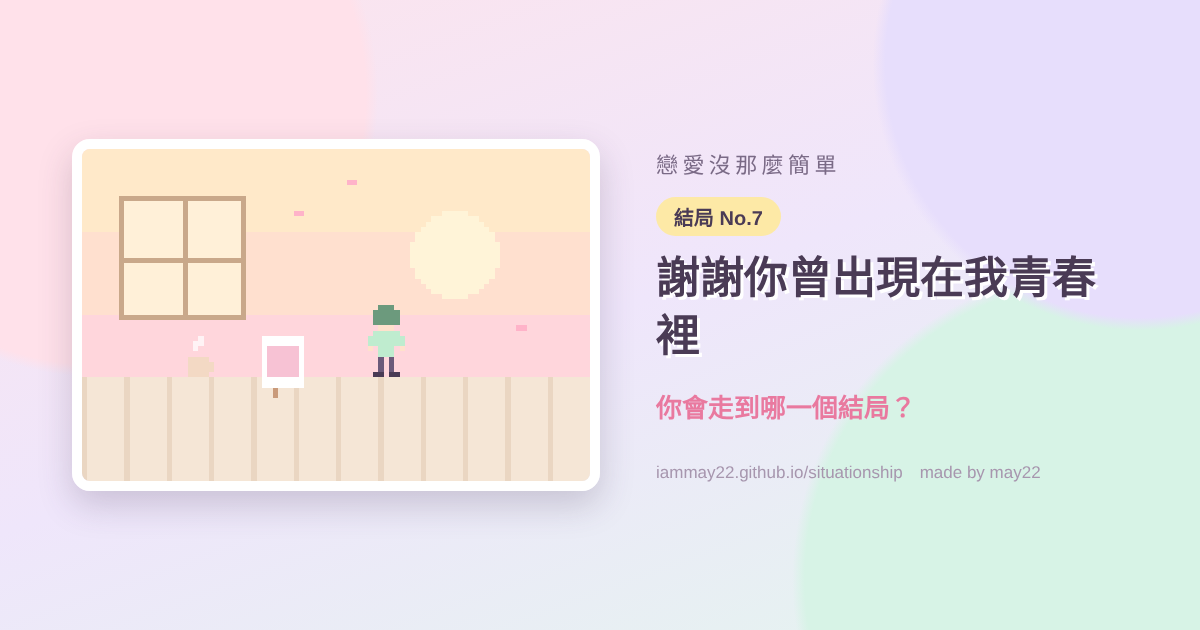 戀愛沒那麼簡單
結局 No.7
謝謝你曾出現在我青春
裡
你會走到哪一個結局？
iammay22.github.io/situationship made by may22